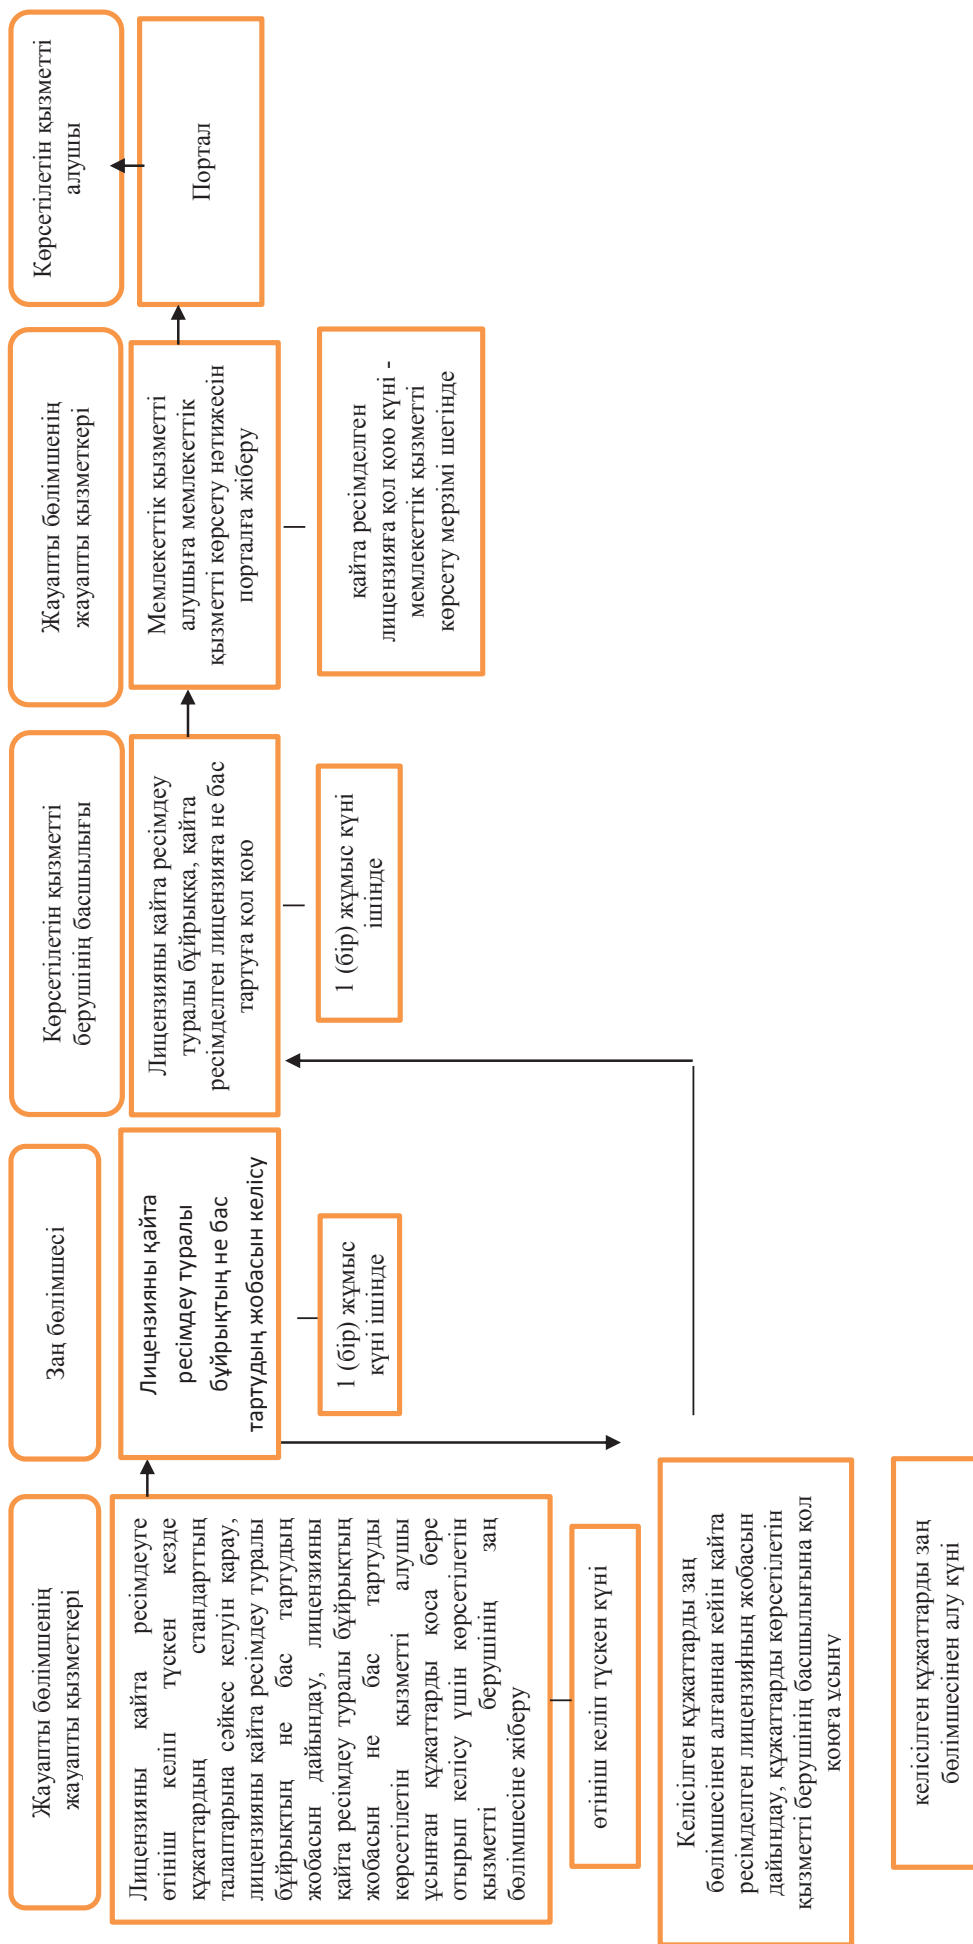 Жауапты бөлімшенің
жауапты қызметкері
Заң бөлімшесі
Көрсетілетін қызметті
берушінің басшылығы
Жауапты бөлімшенің
жауапты қызметкері
Көрсетілетін қызметті
алушы
Лицензияны қайта ресімдеуге
өтініш келіп түскен кезде
құжаттардың стандарттың
талаптарына сәйкес келуін қарау,
лицензияны қайта ресімдеу туралы
бұйрықтың не бас тартудың
жобасын дайындау, лицензияны
қайта ресімдеу туралы бұйрықтың
жобасын не бас тартуды
көрсетілетін қызметті алушы
ұсынған құжаттарды қоса бере
отырып келісу үшін көрсетілетін
қызметті берушінің заң
бөлімшесіне жіберу
Лицензияны қайта
ресімдеу туралы
бұйрықтың не бас
тартудың жобасын келісу
Лицензияны қайта ресімдеу
туралы бұйрыққа, қайта
ресімделген лицензияға не бас
тартуға қол қою
Мемлекеттік қызметті
алушыға мемлекеттік
қызметті көрсету нәтижесін
порталға жіберу
Портал
өтініш келіп түскен күні
1 (бір) жұмыс
күні ішінде
1 (бір) жұмыс күні
ішінде
қайта ресімделген
лицензияға қол қою күні -
мемлекеттік қызметті
көрсету мерзімі шегінде
Келісілген құжаттарды заң
бөлімшесінен алғаннан кейін қайта
ресімделген лицензияның жобасын
дайындау, құжаттарды көрсетілетін
қызметті берушінің басшылығына қол
қоюға ұсыну
келісілген құжаттарды заң
бөлімшесінен алу күні